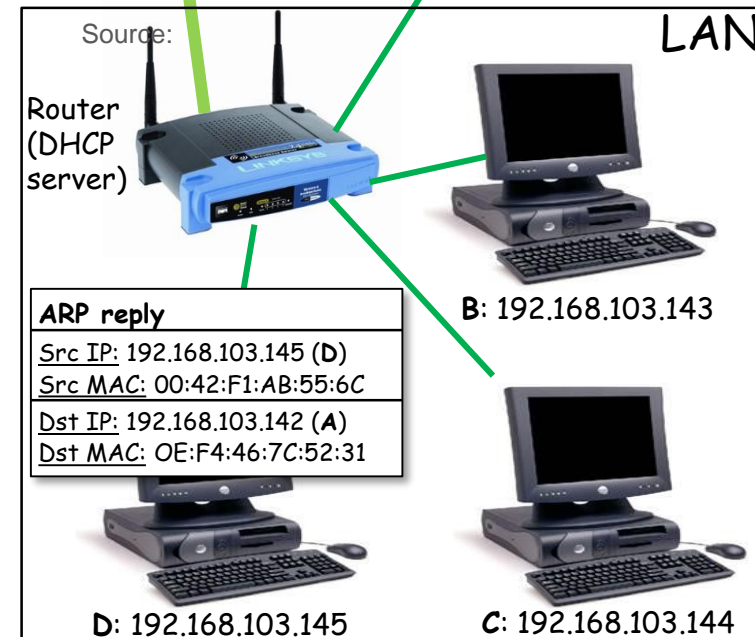 LAN
Source:
Router
(DHCP
server)
LINKSYS
B: 192.168.103.143
ARP reply
Src IP: 192.168.103.145 (D)
Src MAC: 00:42:F1:AB:55:6C
Dst IP: 192.168.103.142 (A)
Dst MAC: OE:F4:46:7C:52:31
D: 192.168.103.145
C: 192.168.103.144